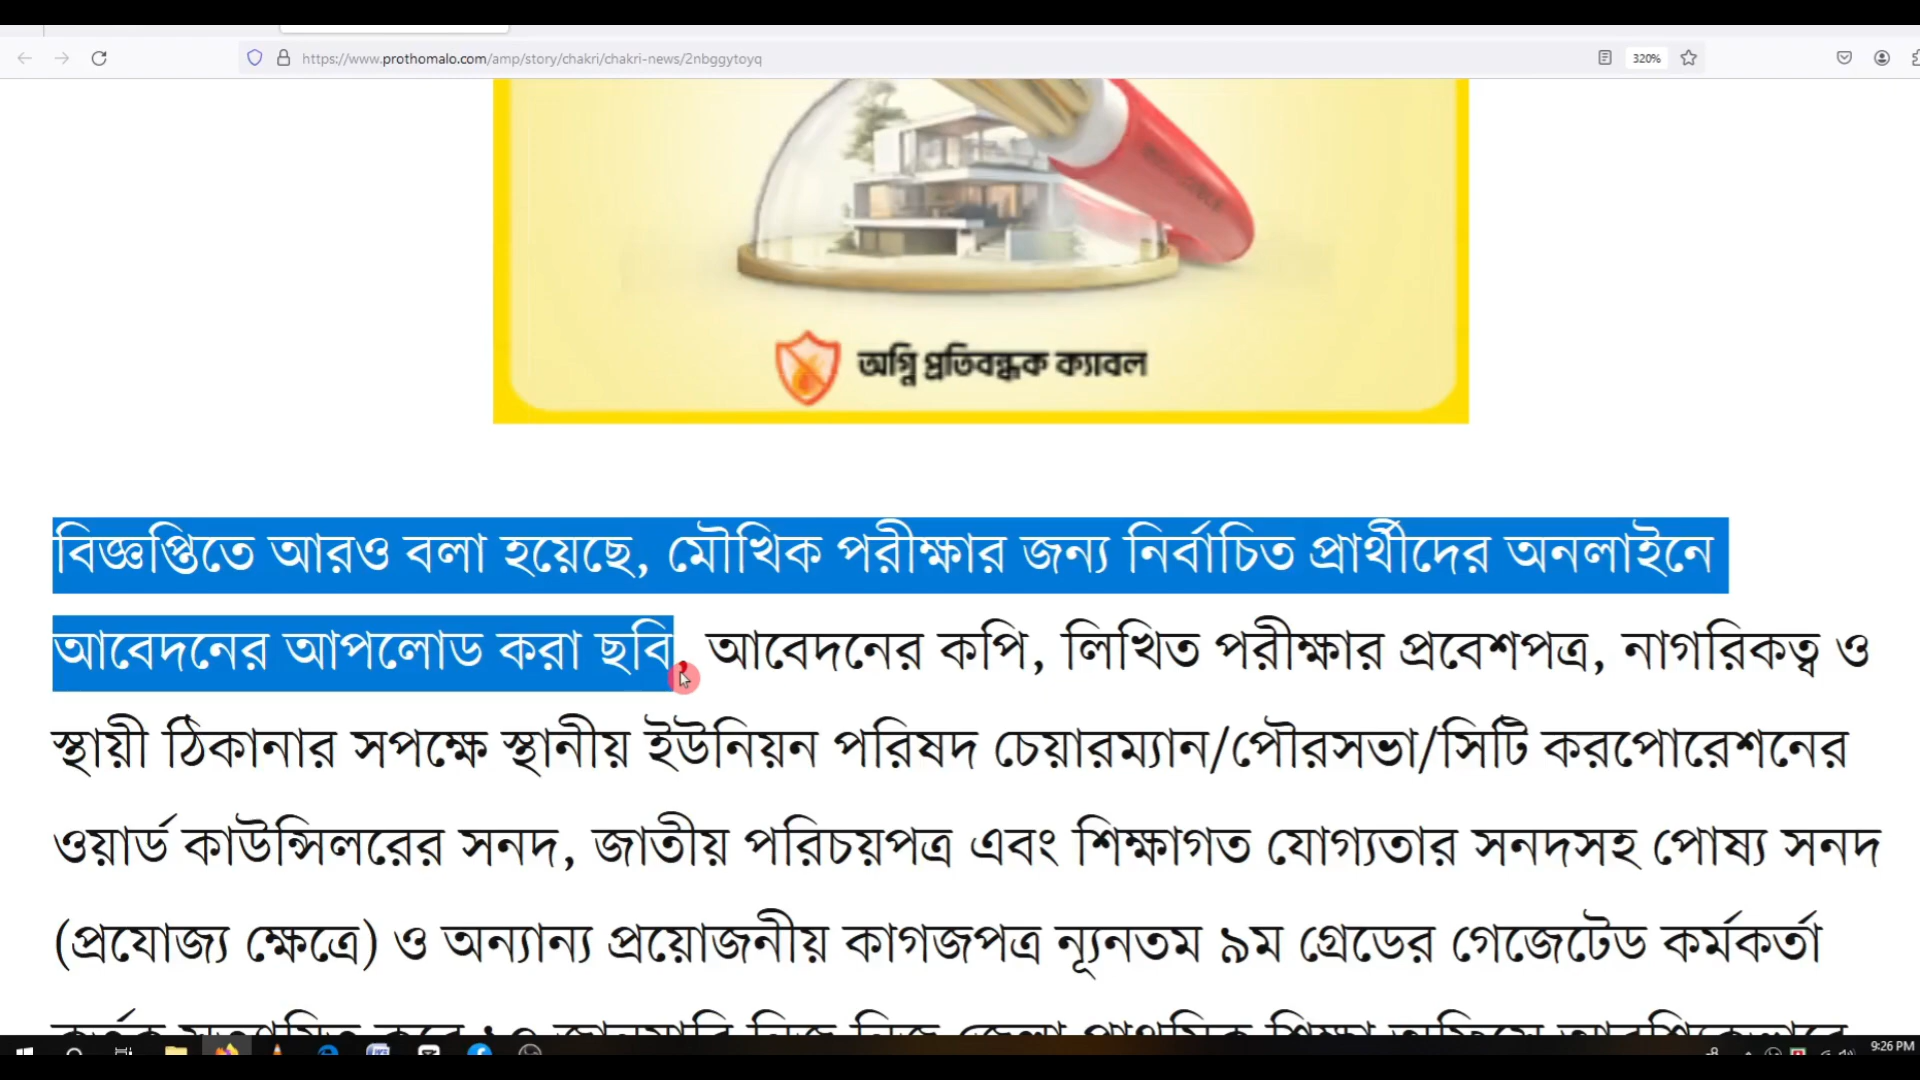 https://www.prothomalo.com/amp/story/chakri/chakri-news/2nbggytoyq
320%
অগ্নি প্রতিবন্ধক ক্যাবল
বিজ্ঞপ্তিতে আরও বলা হয়েছে, মৌখিক পরীক্ষার জন্য নির্বাচিত প্রার্থীদের অনলাইনে
আবেদনের আপলোড করা ছবি, আবেদনের কপি, লিখিত পরীক্ষার প্রবেশপত্র, নাগরিকত্ব ও
স্থায়ী ঠিকানার সপক্ষে স্থানীয় ইউনিয়ন পরিষদ চেয়ারম্যান/পৌরসভা/সিটি করপোরেশনের
ওয়ার্ড কাউন্সিলরের সনদ, জাতীয় পরিচয়পত্র এবং শিক্ষাগত যোগ্যতার সনদসহ পোষ্য সনদ
(প্রযোজ্য ক্ষেত্রে) ও অন্যান্য প্রয়োজনীয় কাগজপত্র ন্যূনতম ৯ম গ্রেডের গেজেটেড কর্মকর্তা
9:26 PM